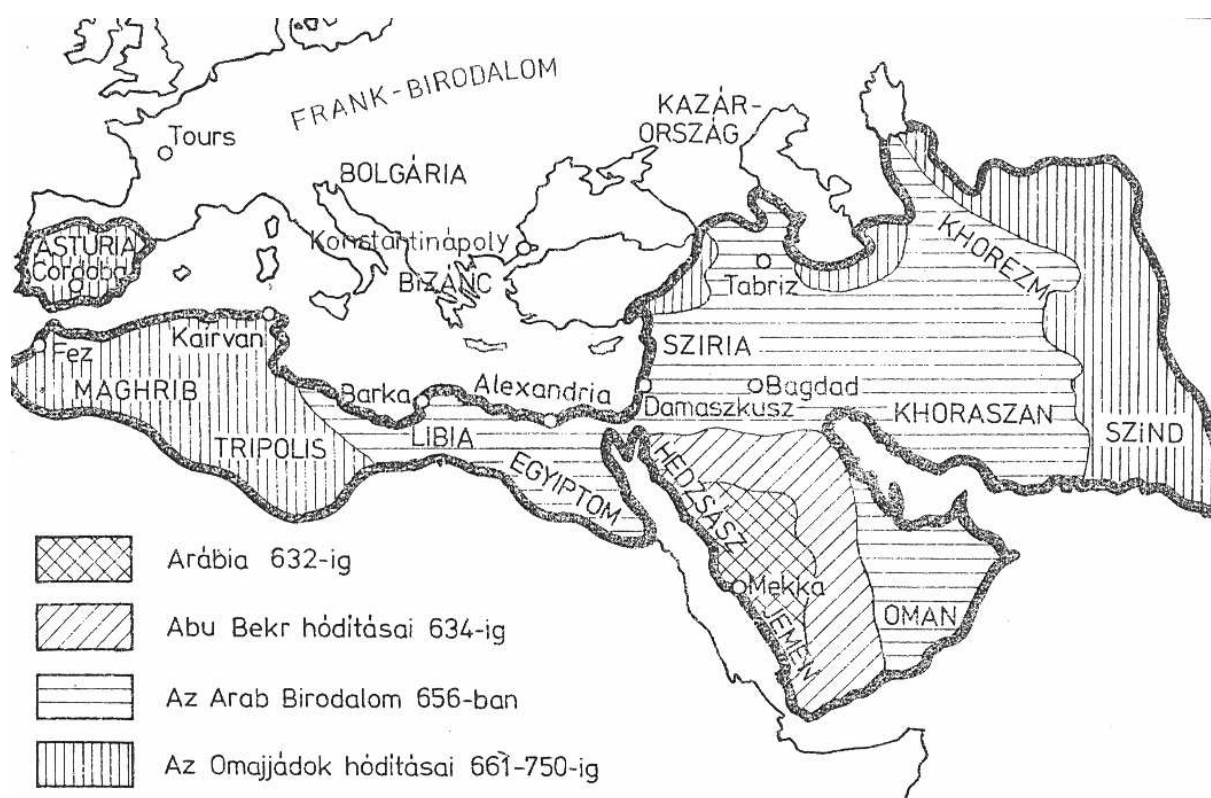 FRANK-BIRODALOM
KAZÁR-
ORSZÁG
Tours
BOLGÁRIA
ASTURIA
Cordoba
Konstantinápoly
BIZÁNC
KHOREZM
Tabriz
Kairvan
Fez
MAGHRIB
SZIRIA
Barka
Alexandria
Bagdad
Damaszkusz
KHORASZAN
SZIND
TRIPOLIS
LIBIA
EGYIPTOM
HEDZSÁSZ
Mekka
JEMEN
OMAN
Arábia 632-ig
Abu Bekr hódításai 634-ig
Az Arab Birodalom 656-ban
Az Omajjádok hódításai 661-750-ig